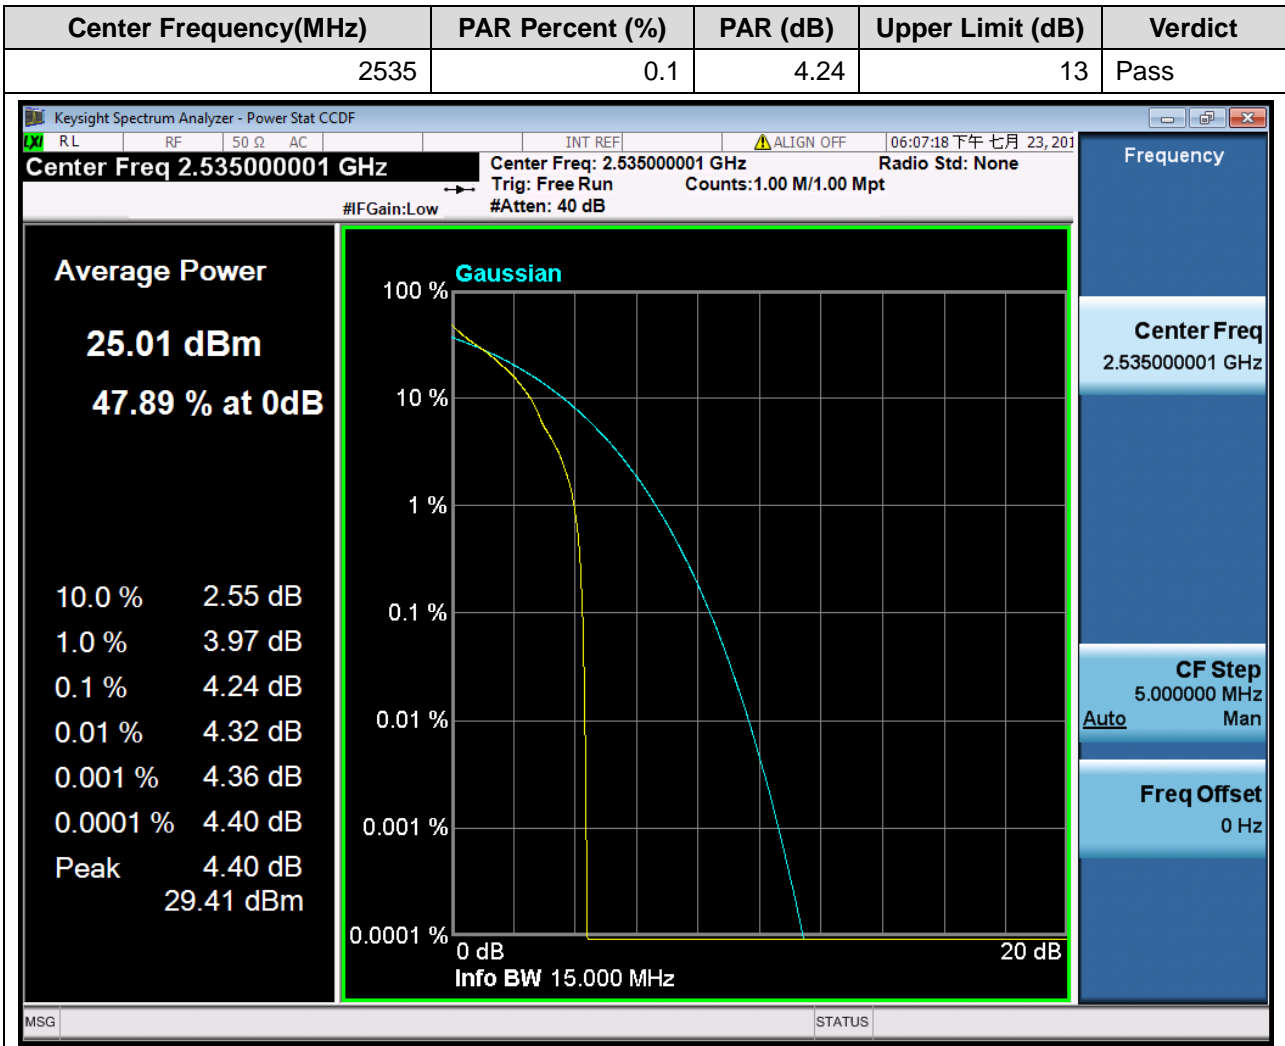 Center Frequency(MHz) PAR Percent (%) PAR (dB) Upper Limit (dB) Verdict
2535 0.1 4.24 13 Pass
Keysight Spectrum Analyzer - Power Stat CCDF
LXI RL RF 50 Ω AC INT REF ALIGN OFF 06:07:18 下午 七月 23, 201
Center Freq 2.535000001 GHz
Center Freq: 2.535000001 GHz Radio Std: None
Trig: Free Run Counts:1.00 M/1.00 Mpt
#IFGain:Low #Atten: 40 dB
Average Power
25.01 dBm
47.89 % at 0dB
10.0 % 2.55 dB
1.0 % 3.97 dB
0.1 % 4.24 dB
0.01 % 4.32 dB
0.001 % 4.36 dB
0.0001 % 4.40 dB
Peak 4.40 dB
29.41 dBm
Gaussian
100 %
10 %
1 %
0.1 %
0.01 %
0.001 %
0.0001 %
0 dB 20 dB
Info BW 15.000 MHz
Frequency
Center Freq
2.535000001 GHz
CF Step
5.000000 MHz
Auto Man
Freq Offset
0 Hz
MSG STATUS